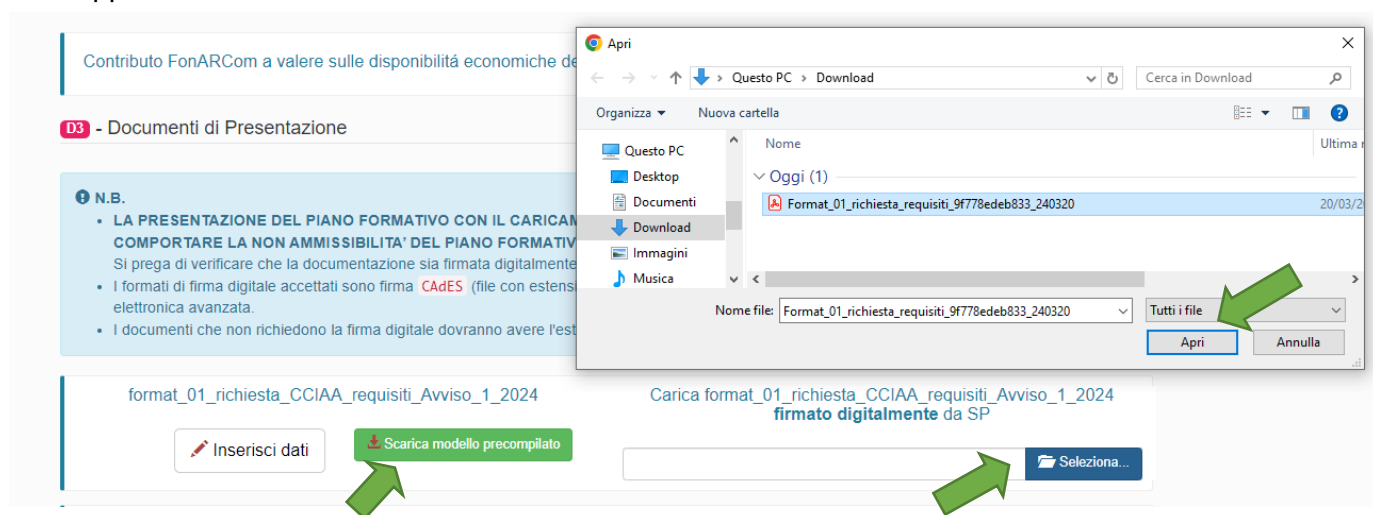 Contributo FonARCom a valere sulle disponibilitá economiche de
D3 - Documenti di Presentazione
N.B.
• LA PRESENTAZIONE DEL PIANO FORMATIVO CON IL CARICAM
COMPORTARE LA NON AMMISSIBILITA' DEL PIANO FORMATIV
Si prega di verificare che la documentazione sia firmata digitalmente
• I formati di firma digitale accettati sono firma CAdES (file con estensi
elettronica avanzata.
• I documenti che non richiedono la firma digitale dovranno avere l'est
Apri
Questo PC > Download
Cerca in Download
Organizza
Nuova cartella
Questo PC
Desktop
Documenti
Download
Immagini
Musica
Nome
Ultima
Oggi (1)
Format_01_richiesta_requisiti_9f778edeb833_240320
20/03/2
Nome file: Format_01_richiesta_requisiti_9f778edeb833_240320
Tutti i file
Apri
Annulla
format_01_richiesta_CCIAA_requisiti_Avviso_1_2024
Inserisci dati
Scarica modello precompilato
Carica format_01_richiesta_CCIAA_requisiti_Avviso_1_2024
firmato digitalmente da SP
Seleziona...